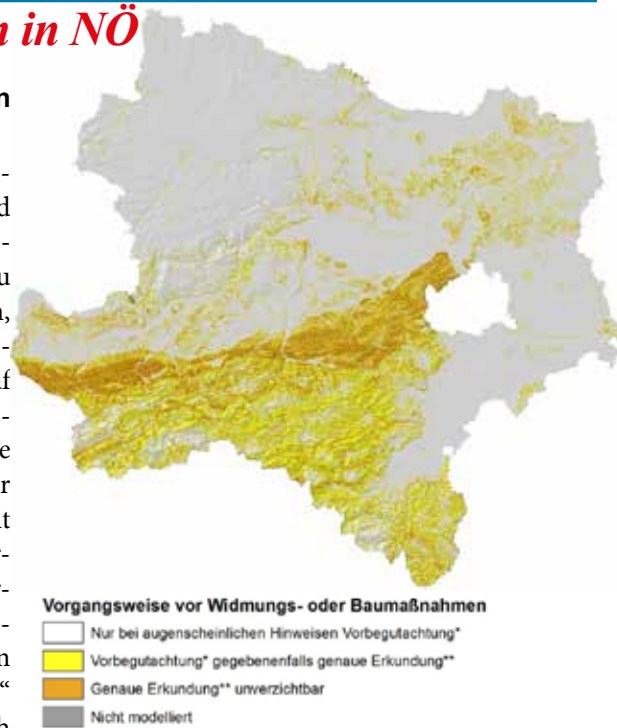 n in NÖ
n
-
d
-
u
n,
-
f
-
e
r
t
-
-
-
n
“
h
Vorgangsweise vor Widmungs- oder Baumaßnahmen
Nur bei augenscheinlichen Hinweisen Vorbegutachtung*
Vorbegutachtung* gegebenenfalls genaue Erkundung**
Genaue Erkundung** unverzichtbar
Nicht modelliert